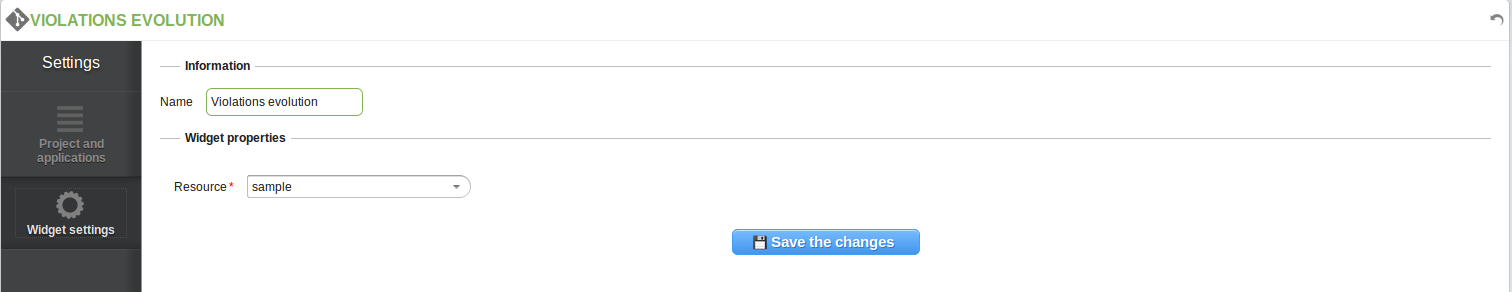 VIOLATIONS EVOLUTION
Settings
Project and
applications
Widget settings
Information
Name Violations evolution
Widget properties
Resource* sample
Save the changes